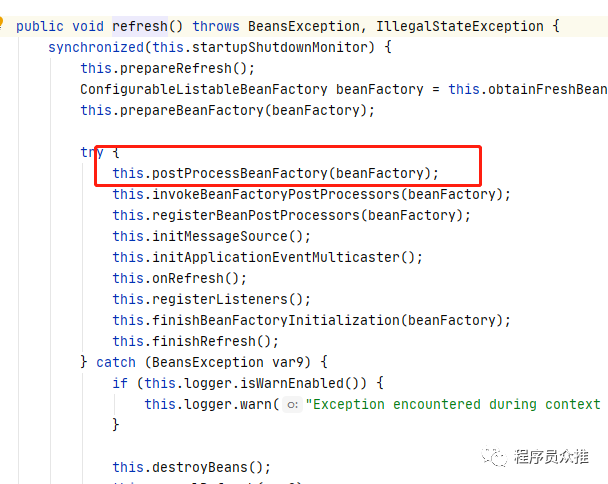 public void refresh() throws BeansException, IllegalStateException {
synchronized(this.startupShutdownMonitor) {
this.prepareRefresh();
ConfigurableListableBeanFactory beanFactory = this.obtainFreshBean
this.prepareBeanFactory(beanFactory);
try {
this.postProcessBeanFactory(beanFactory);
this.invokeBeanFactoryPostProcessors(beanFactory);
this.registerBeanPostProcessors(beanFactory);
this.initMessageSource();
this.initApplicationEventMulticaster();
this.onRefresh();
this.registerListeners();
this.finishBeanFactoryInitialization(beanFactory);
this.finishRefresh();
} catch (BeansException var9) {
if (this.logger.isWarnEnabled()) {
this.logger.warn( o: "Exception encountered during context
}
程序员众推
this.destroyBeans();